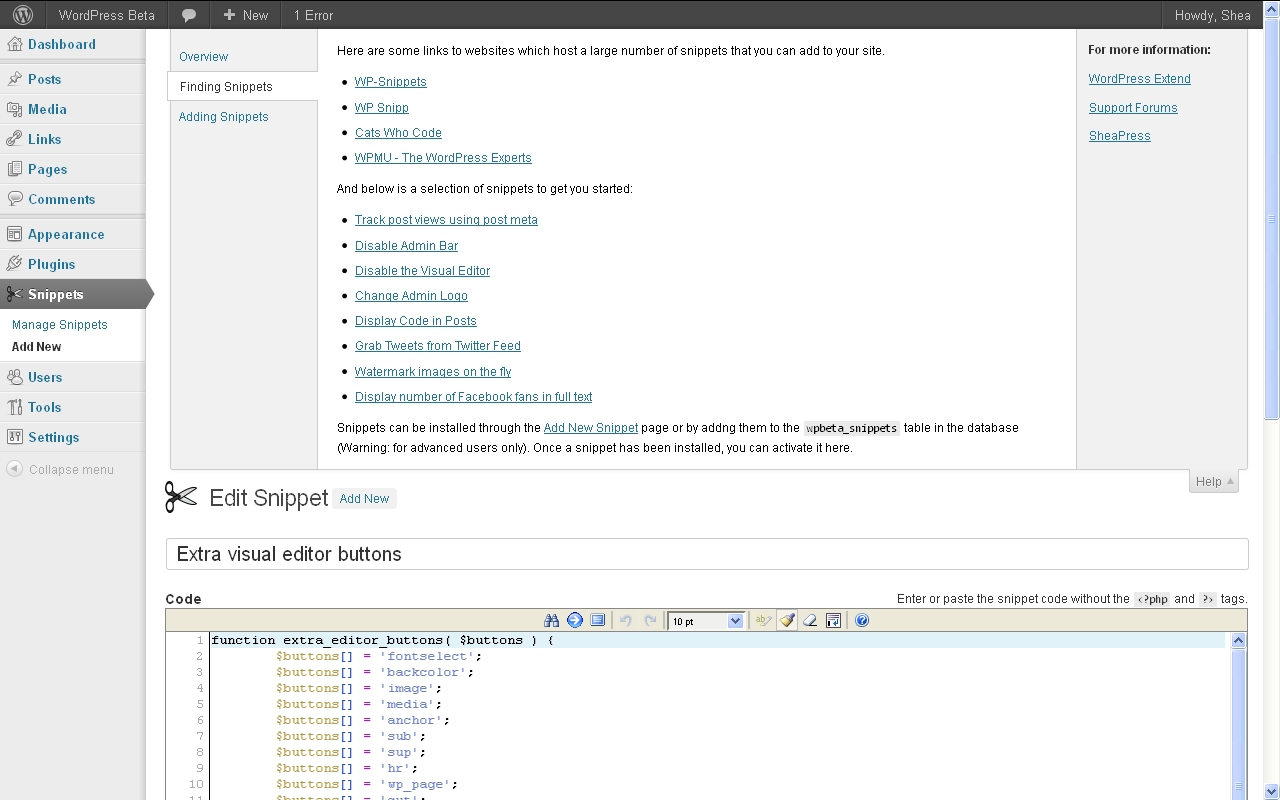 WordPress Beta
New
1 Error
Howdy, Shea
Dashboard
Posts
Media
Links
Pages
Comments
Appearance
Plugins
Snippets
Manage Snippets
Add New
Users
Tools
Settings
Collapse menu
Overview
Finding Snippets
Adding Snippets
Here are some links to websites which host a large number of snippets that you can add to your site.
WP-Snippets
WP Snipp
Cats Who Code
WPMU - The WordPress Experts
And below is a selection of snippets to get you started:
Track post views using post meta
Disable Admin Bar
Disable the Visual Editor
Change Admin Logo
Display Code in Posts
Grab Tweets from Twitter Feed
Watermark images on the fly
Display number of Facebook fans in full text
Snippets can be installed through the Add New Snippet page or by addng them to the wpbeta_snippets table in the database
(Warning: for advanced users only). Once a snippet has been installed, you can activate it here.
For more information:
WordPress Extend
Support Forums
SheaPress
Help
Edit Snippet Add New
Extra visual editor buttons
Code
Enter or paste the snippet code without the <?php and ?> tags.
10 pt
1 function extra_editor_buttons( $buttons ) {
2 $buttons[] = 'fontselect';
3 $buttons[] = 'backcolor';
4 $buttons[] = 'image';
5 $buttons[] = 'media';
6 $buttons[] = 'anchor';
7 $buttons[] = 'sub';
8 $buttons[] = 'sup';
9 $buttons[] = 'hr';
10 $buttons[] = 'wp_page';
11 $buttons[] = 'cut';